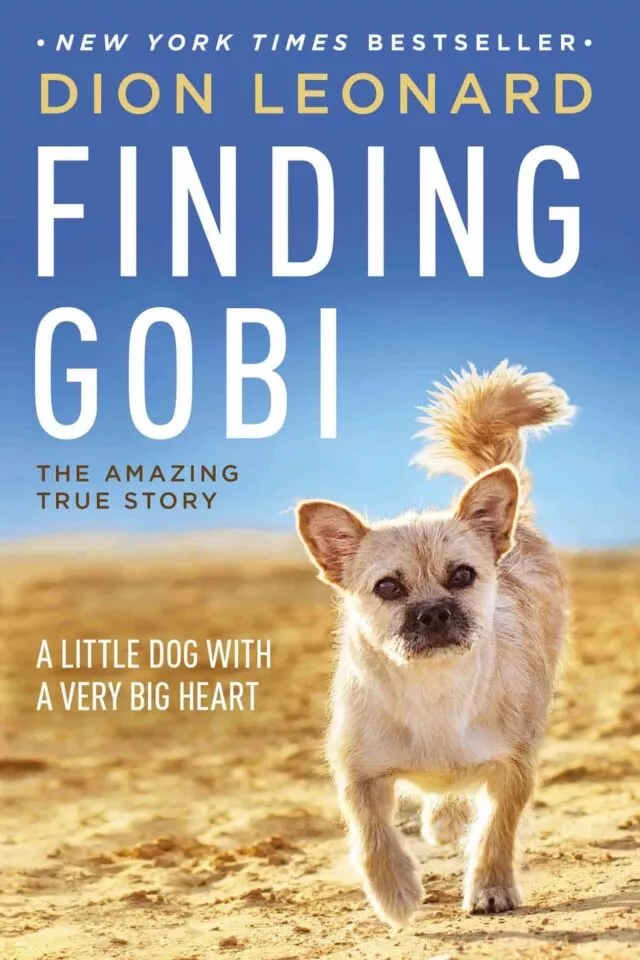 • NEW YORK TIMES BESTSELLER •
DION LEONARD
FINDING
GOBI
THE AMAZING
TRUE STORY
A LITTLE DOG WITH
A VERY BIG HEART